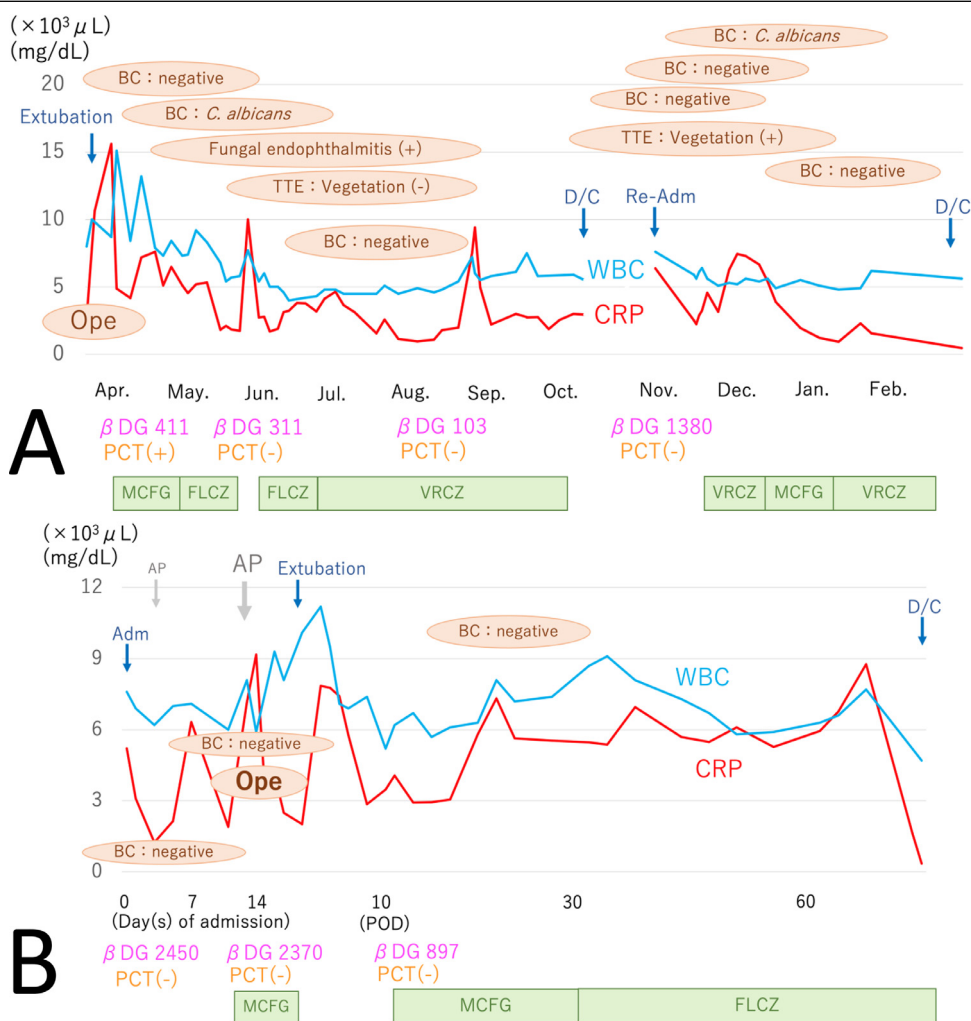 (×10³μL)
(mg/dL)
BC：C. albicans
20
BC：negative
BC：negative
Extubation
BC：C. albicans
BC：negative
15
Fungal endophthalmitis (+)
TTE：Vegetation (+)
BC：negative
TTE：Vegetation (-)
D/C
Re-Adm
D/C
10
BC：negative
WBC
5
Ope
CRP
0
Apr.
May.
Jun.
Jul.
Aug.
Sep.
Oct.
Nov.
Dec.
Jan.
Feb.
A
βDG 411
βDG 311
βDG 103
βDG 1380
PCT(+)
PCT(-)
PCT(-)
PCT(-)
MCFG
FLCZ
FLCZ
VRCZ
VRCZ
MCFG
VRCZ
(×10³μL)
(mg/dL)
AP
AP
Extubation
12
D/C
Adm
BC：negative
9
WBC
6
BC：negative
CRP
Ope
3
BC：negative
0
0
7
14
10
30
60
(Day(s) of admission)
(POD)
B
βDG 2450
βDG 2370
βDG 897
PCT(-)
PCT(-)
PCT(-)
MCFG
MCFG
FLCZ